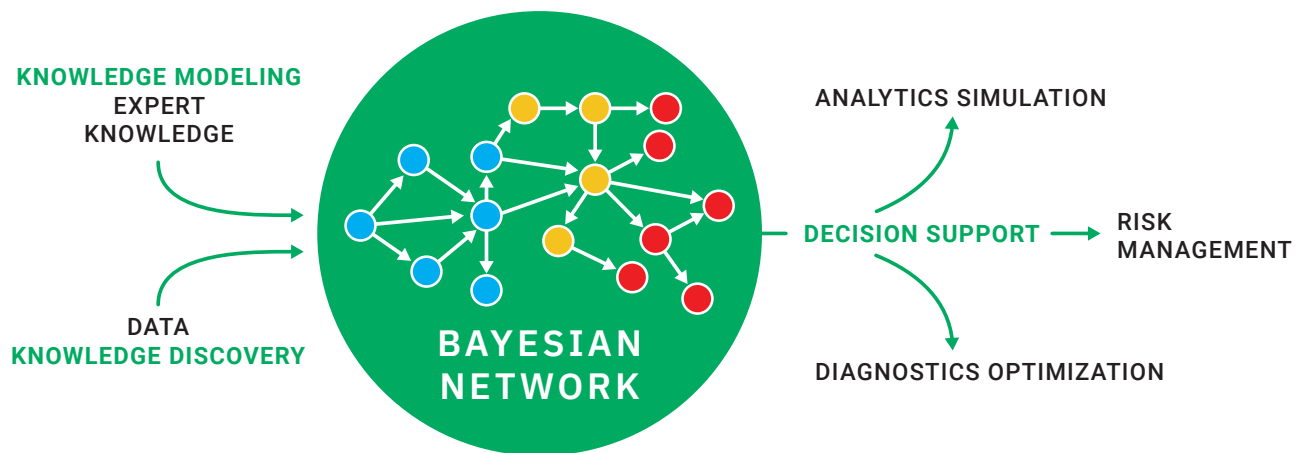 KNOWLEDGE MODELING
EXPERT
KNOWLEDGE
DATA
KNOWLEDGE DISCOVERY
BAYESIAN
NETWORK
ANALYTICS SIMULATION
DECISION SUPPORT
RISK
MANAGEMENT
DIAGNOSTICS OPTIMIZATION